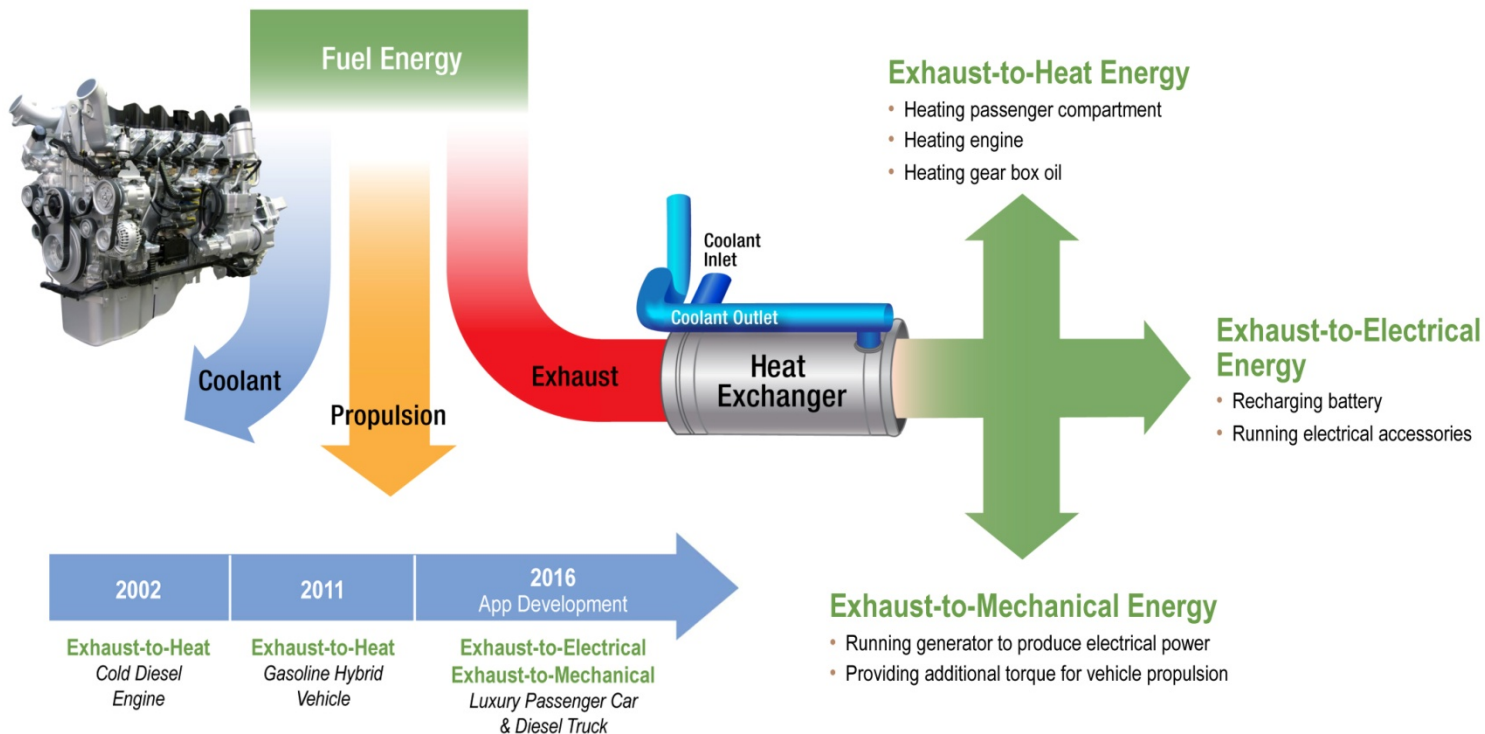 Fuel Energy
Coolant
Propulsion
Exhaust
Coolant
Inlet
Coolant Outlet
Heat
Exchanger
Exhaust-to-Heat Energy
• Heating passenger compartment
• Heating engine
• Heating gear box oil
Exhaust-to-Electrical
Energy
• Recharging battery
• Running electrical accessories
Exhaust-to-Mechanical Energy
• Running generator to produce electrical power
• Providing additional torque for vehicle propulsion
2002
Exhaust-to-Heat
Cold Diesel
Engine
2011
Exhaust-to-Heat
Gasoline Hybrid
Vehicle
2016
App Development
Exhaust-to-Electrical
Exhaust-to-Mechanical
Luxury Passenger Car
& Diesel Truck